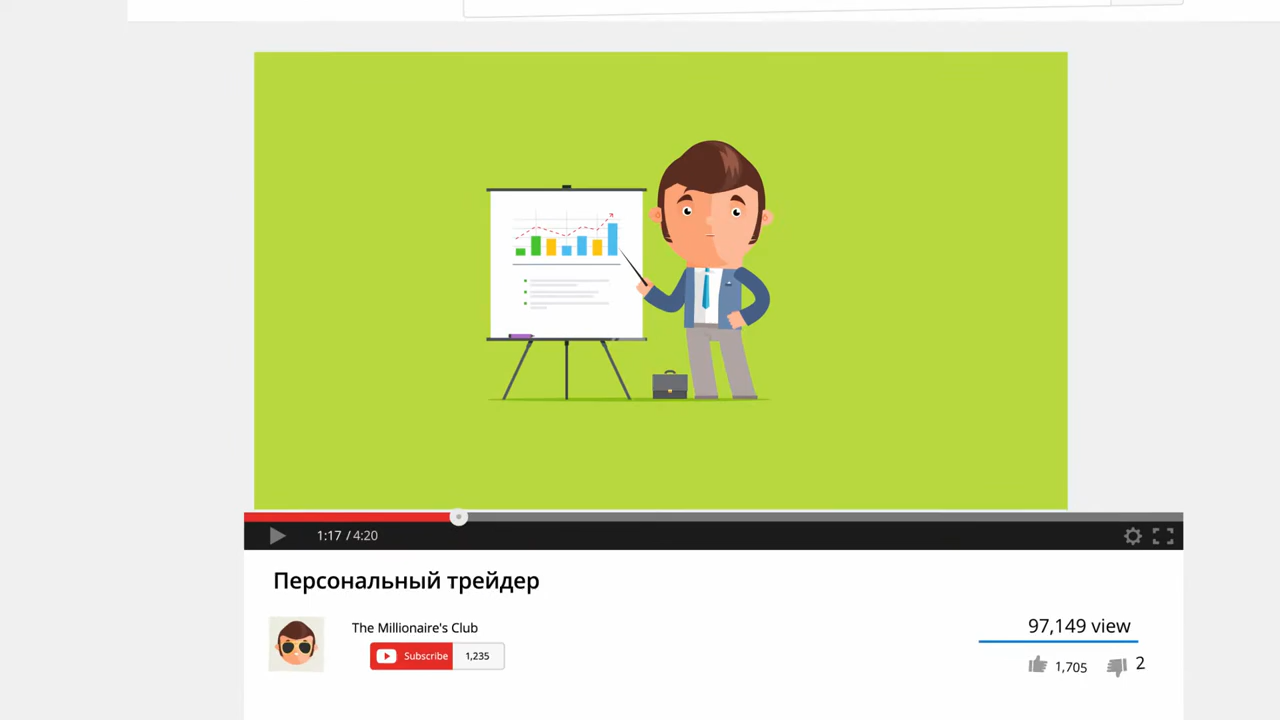 1:17 / 4:20
Персональный трейдер
The Millionaire's Club
Subscribe 1,235
97,149 view
1,705 2